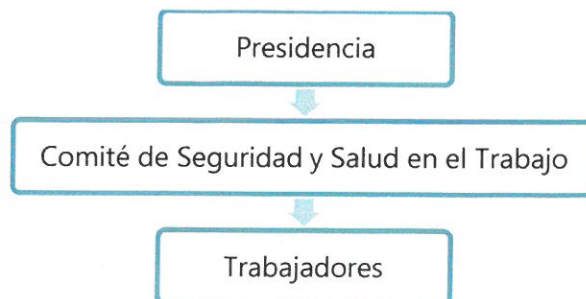 Presidencia
Comité de Seguridad y Salud en el Trabajo
Trabajadores